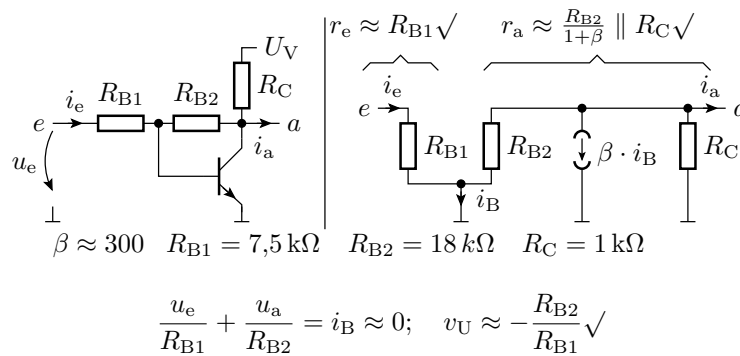 r_e ≈ R_B1 √
r_a ≈ R_B2/(1+β) ∥ R_C √
U_V
R_C
R_B1
R_B2
i_e
e
a
i_a
u_e
i_e
e
i_a
R_B1
R_B2
β · i_B
R_C
i_B
β ≈ 300 R_B1 = 7,5 kΩ R_B2 = 18 kΩ R_C = 1 kΩ
u_e/R_B1 + u_a/R_B2 = i_B ≈ 0; v_U ≈ −R_B2/R_B1 √